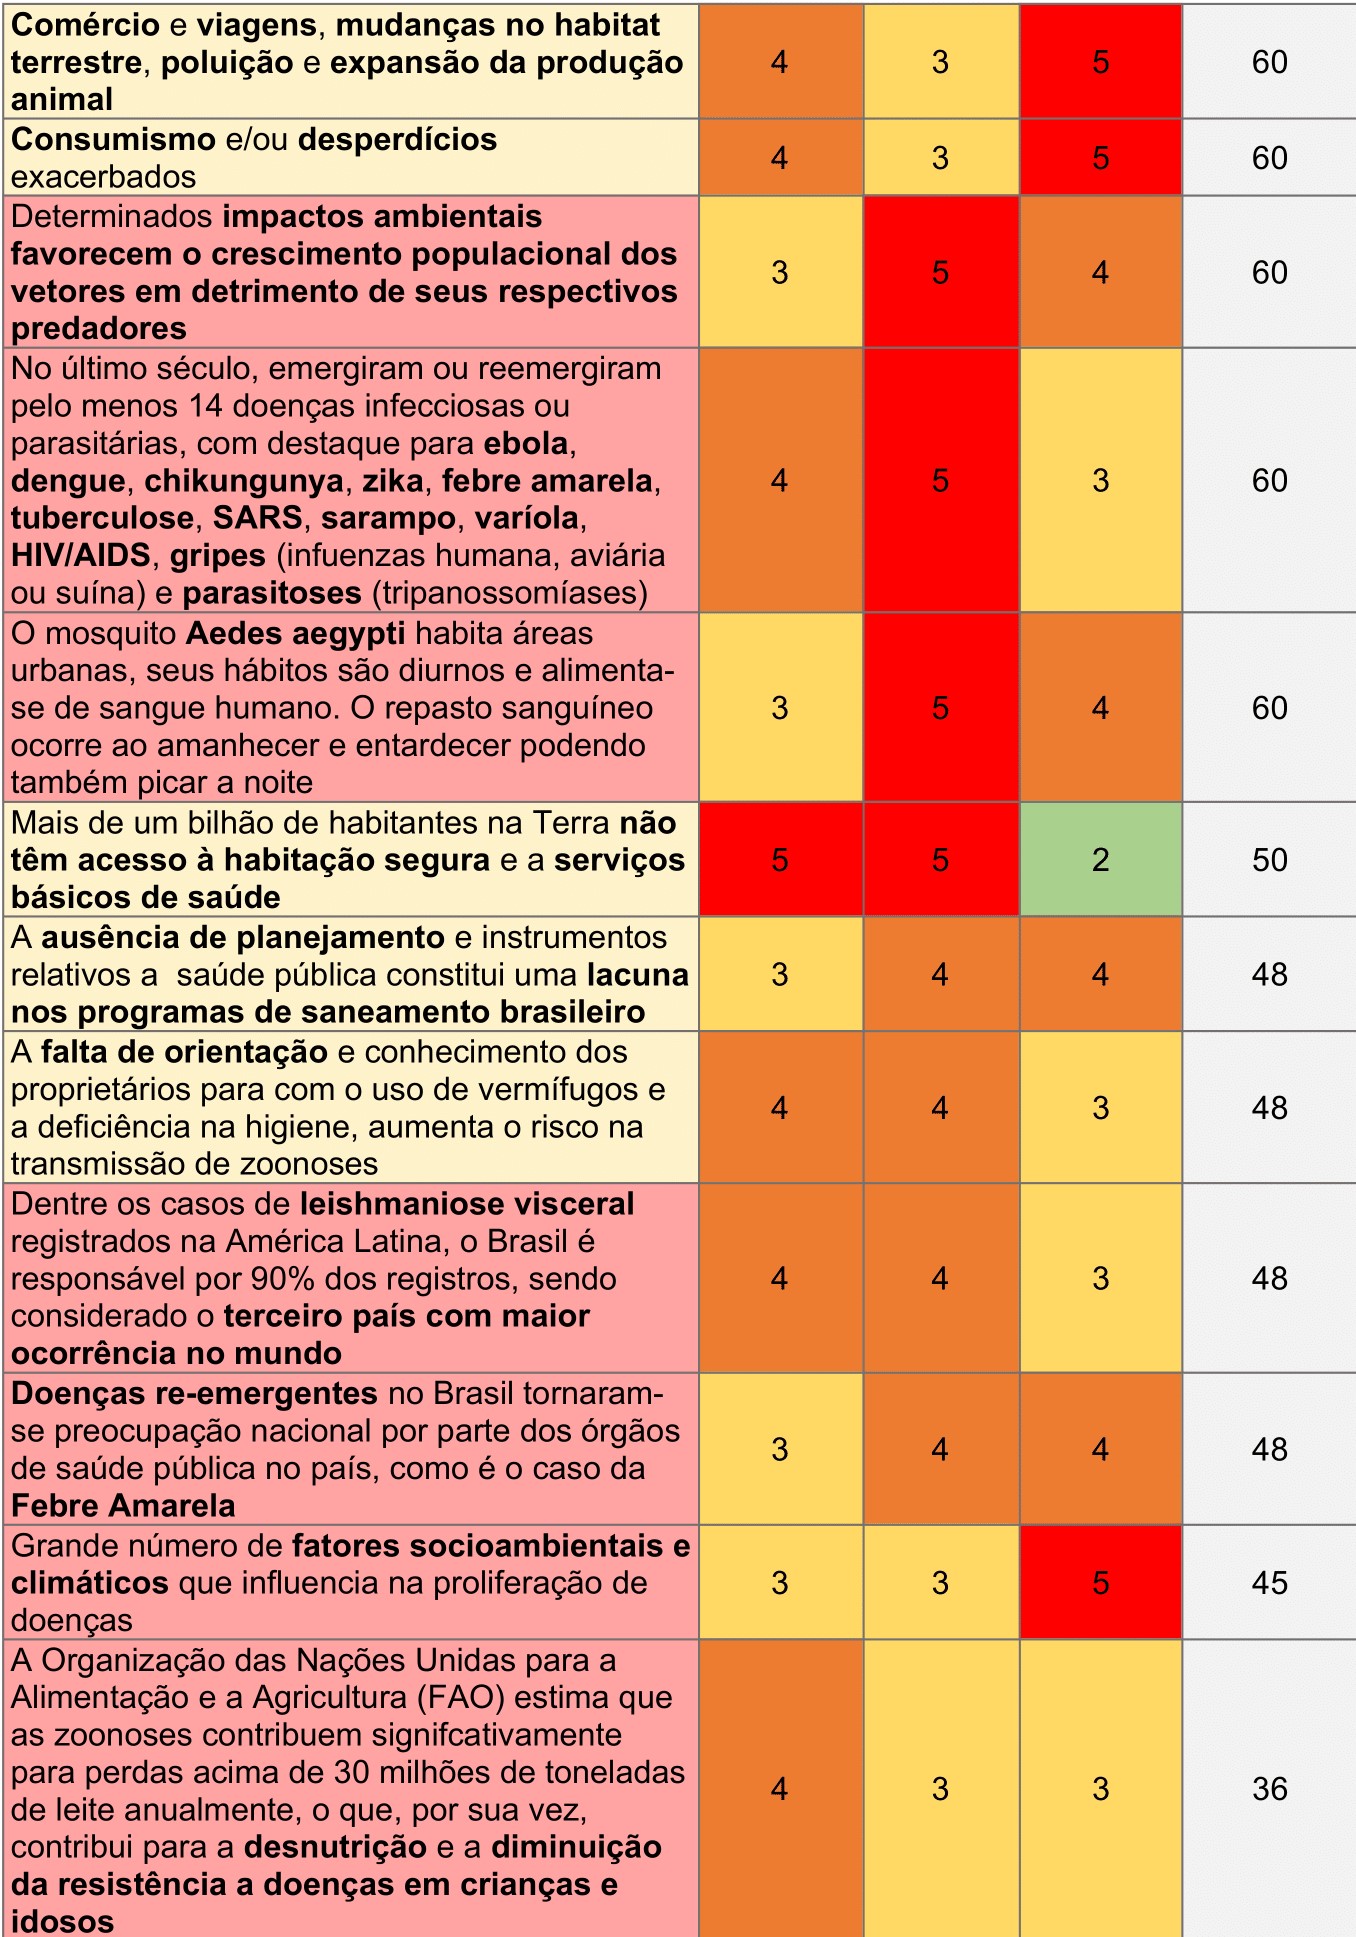 Comércio e viagens, mudanças no habitat
terrestre, poluição e expansão da produção
animal
4 3 5 60
Consumismo e/ou desperdícios
exacerbados
4 3 5 60
Determinados impactos ambientais
favorecem o crescimento populacional dos
vetores em detrimento de seus respectivos
predadores
3 5 4 60
No último século, emergiram ou reemergiram
pelo menos 14 doenças infecciosas ou
parasitárias, com destaque para ebola,
dengue, chikungunya, zika, febre amarela,
tuberculose, SARS, sarampo, varíola,
HIV/AIDS, gripes (infuenzas humana, aviária
ou suína) e parasitoses (tripanossomíases)
4 5 3 60
O mosquito Aedes aegypti habita áreas
urbanas, seus hábitos são diurnos e alimenta-
se de sangue humano. O repasto sanguíneo
ocorre ao amanhecer e entardecer podendo
também picar a noite
3 5 4 60
Mais de um bilhão de habitantes na Terra não
têm acesso à habitação segura e a serviços
básicos de saúde
5 5 2 50
A ausência de planejamento e instrumentos
relativos a  saúde pública constitui uma lacuna
nos programas de saneamento brasileiro
3 4 4 48
A falta de orientação e conhecimento dos
proprietários para com o uso de vermífugos e
a deficiência na higiene, aumenta o risco na
transmissão de zoonoses
4 4 3 48
Dentre os casos de leishmaniose visceral
registrados na América Latina, o Brasil é
responsável por 90% dos registros, sendo
considerado o terceiro país com maior
ocorrência no mundo
4 4 3 48
Doenças re-emergentes no Brasil tornaram-
se preocupação nacional por parte dos órgãos
de saúde pública no país, como é o caso da
Febre Amarela
3 4 4 48
Grande número de fatores socioambientais e
climáticos que influencia na proliferação de
doenças
3 3 5 45
A Organização das Nações Unidas para a
Alimentação e a Agricultura (FAO) estima que
as zoonoses contribuem signifcativamente
para perdas acima de 30 milhões de toneladas
de leite anualmente, o que, por sua vez,
contribui para a desnutrição e a diminuição
da resistência a doenças em crianças e
idosos
4 3 3 36